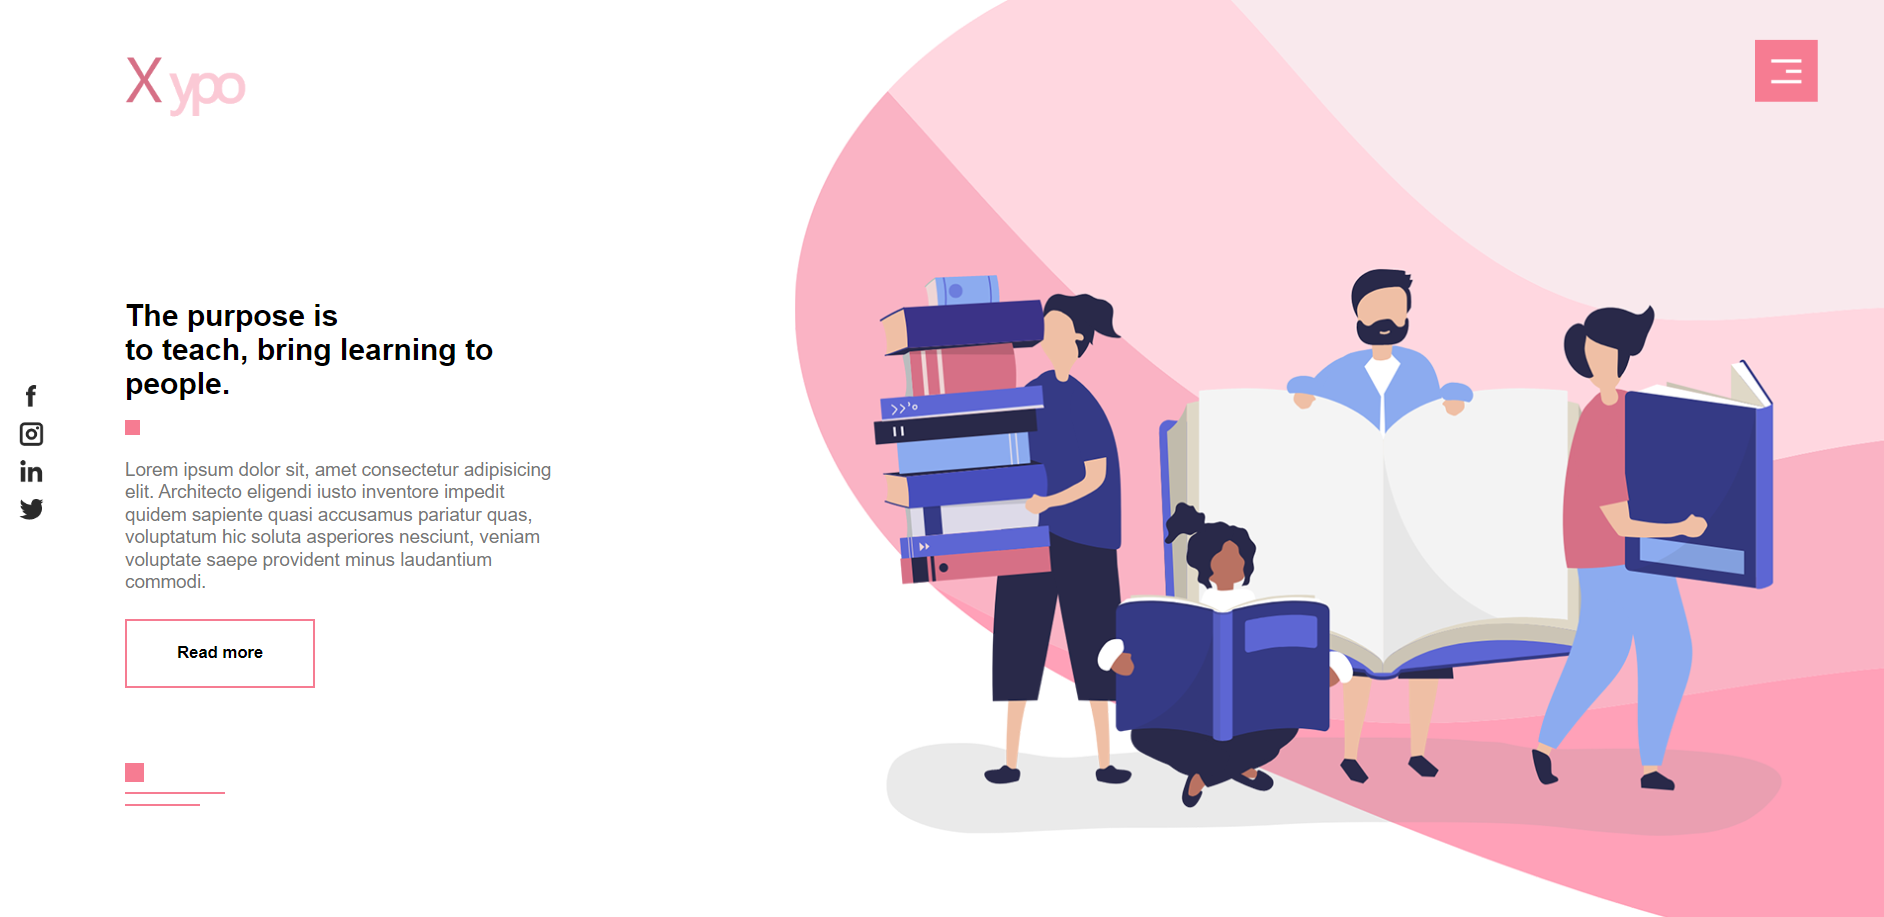 X ypo
The purpose is
to teach, bring learning to
people.
Lorem ipsum dolor sit, amet consectetur adipisicing
elit. Architecto eligendi iusto inventore impedit
quidem sapiente quasi accusamus pariatur quas,
voluptatum hic soluta asperiores nesciunt, veniam
voluptate saepe provident minus laudantium
commodi.
Read more